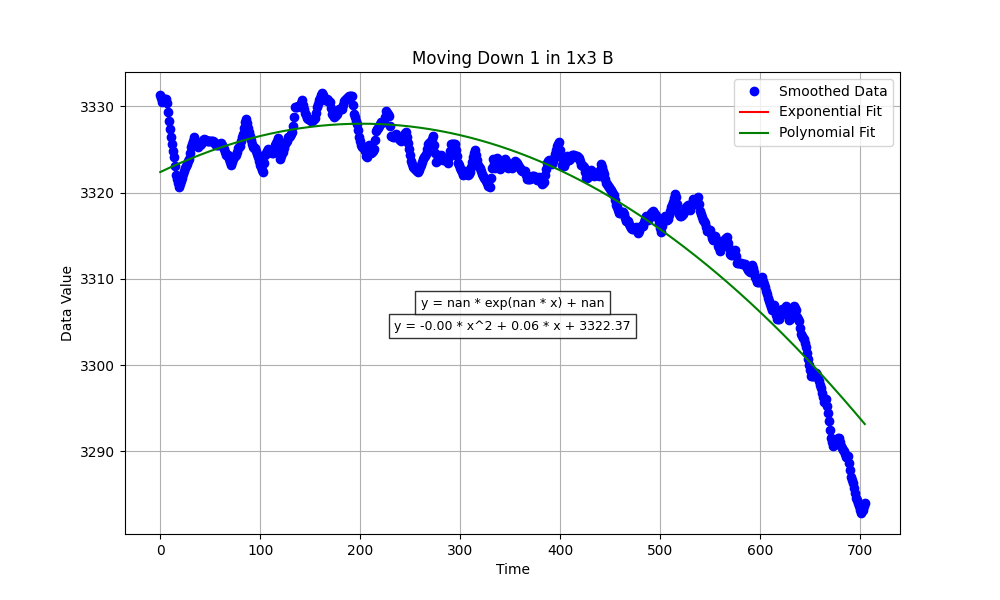 Moving Down 1 in 1x3 B
Smoothed Data
Exponential Fit
Polynomial Fit
Data Value
3330
3320
3310
3300
3290
y = nan * exp(nan * x) + nan
y = -0.00 * x^2 + 0.06 * x + 3322.37
0 100 200 300 400 500 600 700
Time